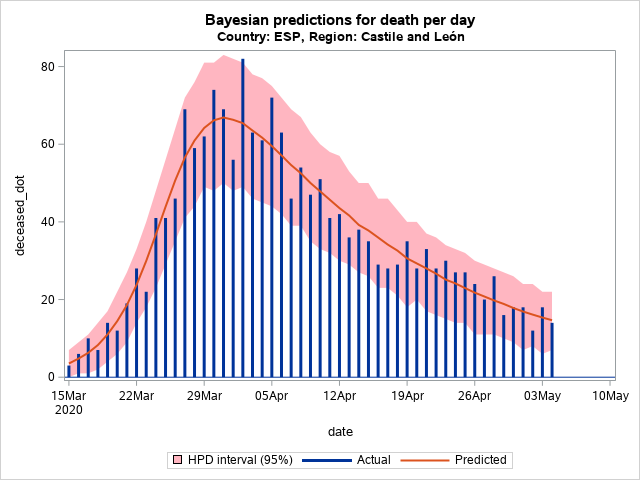 Bayesian predictions for death per day
Country: ESP, Region: Castile and León
deceased_dot
80
60
40
20
0
15Mar 22Mar 29Mar 05Apr 12Apr 19Apr 26Apr 03May 10May
2020
date
HPD interval (95%) Actual Predicted